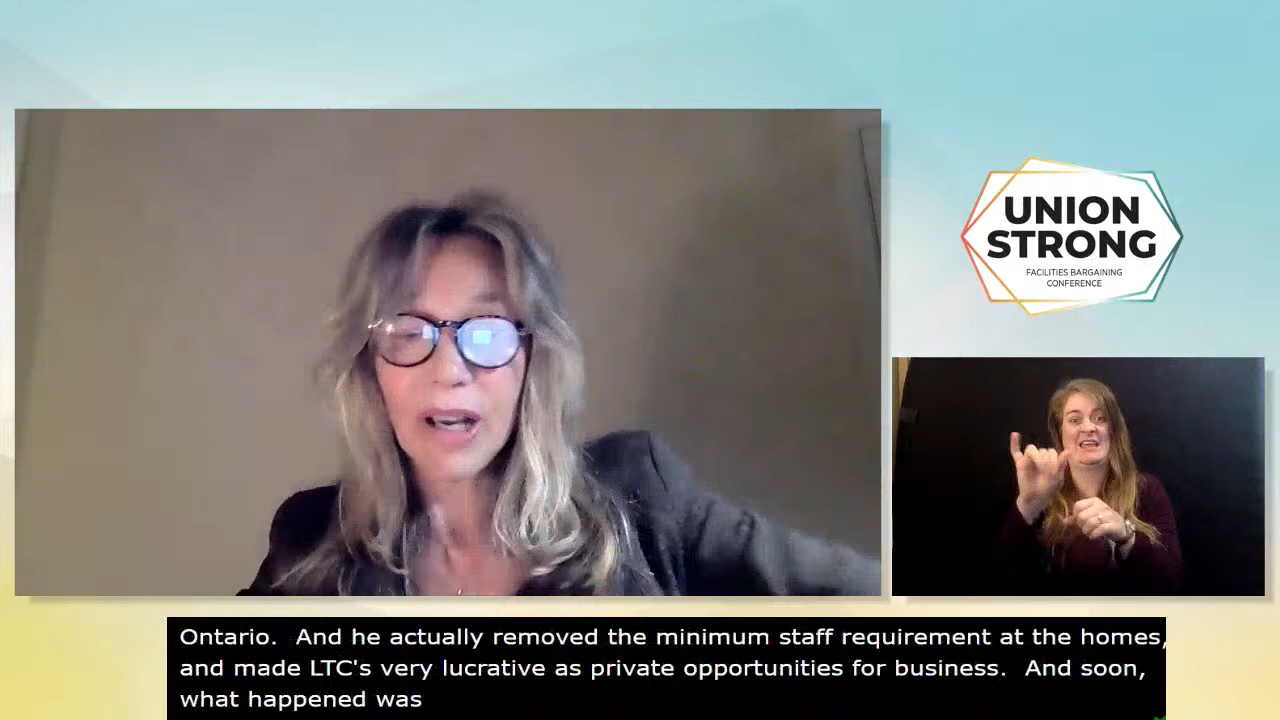 UNION
STRONG
FACILITIES BARGAINING
CONFERENCE
Ontario.  And he actually removed the minimum staff requirement at the homes,
and made LTC's very lucrative as private opportunities for business.  And soon,
what happened was